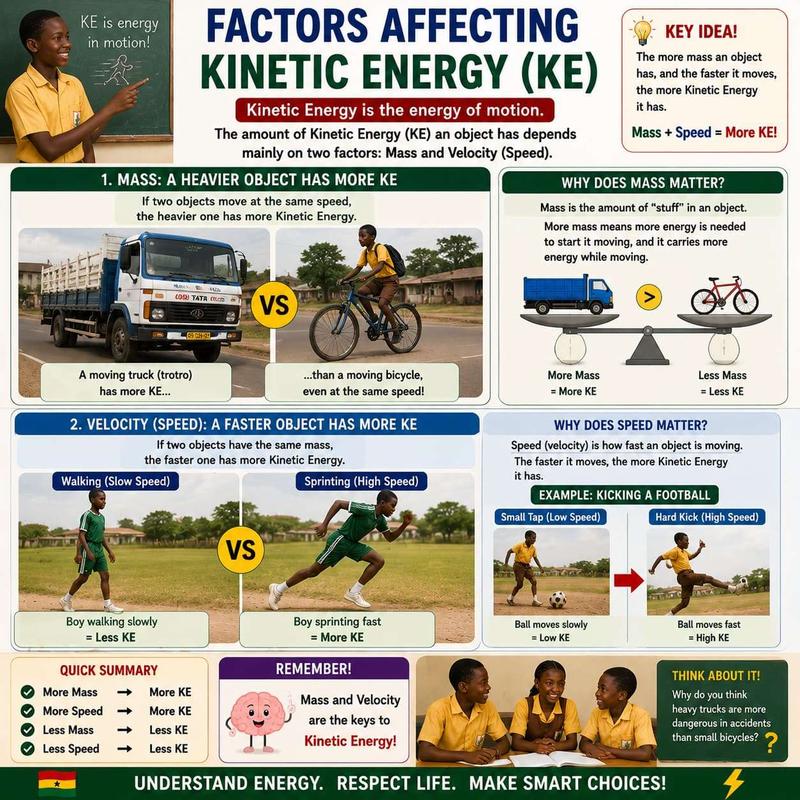 KE is energy
in motion!
FACTORS AFFECTING
KINETIC ENERGY (KE)
Kinetic Energy is the energy of motion.
The amount of Kinetic Energy (KE) an object has depends
mainly on two factors: Mass and Velocity (Speed).
KEY IDEA!
The more mass an object
has, and the faster it moves,
the more Kinetic Energy
it has.
Mass + Speed = More KE!
1. MASS: A HEAVIER OBJECT HAS MORE KE
If two objects move at the same speed,
the heavier one has more Kinetic Energy.
TATA
VS
A moving truck (trotro)
has more KE...
...than a moving bicycle,
even at the same speed!
WHY DOES MASS MATTER?
Mass is the amount of “stuff” in an object.
More mass means more energy is needed
to start it moving, and it carries more
energy while moving.
>
More Mass
= More KE
Less Mass
= Less KE
2. VELOCITY (SPEED): A FASTER OBJECT HAS MORE KE
If two objects have the same mass,
the faster one has more Kinetic Energy.
Walking (Slow Speed)
VS
Sprinting (High Speed)
Boy walking slowly
= Less KE
Boy sprinting fast
= More KE
WHY DOES SPEED MATTER?
Speed (velocity) is how fast an object is moving.
The faster it moves, the more Kinetic Energy
it has.
EXAMPLE: KICKING A FOOTBALL
Small Tap (Low Speed)
Hard Kick (High Speed)
Ball moves slowly
= Low KE
Ball moves fast
= High KE
QUICK SUMMARY
More Mass → More KE
More Speed → More KE
Less Mass → Less KE
Less Speed → Less KE
REMEMBER!
Mass and Velocity
are the keys to
Kinetic Energy!
THINK ABOUT IT!
Why do you think
heavy trucks are more
dangerous in accidents
than small bicycles?
?
UNDERSTAND ENERGY. RESPECT LIFE. MAKE SMART CHOICES!